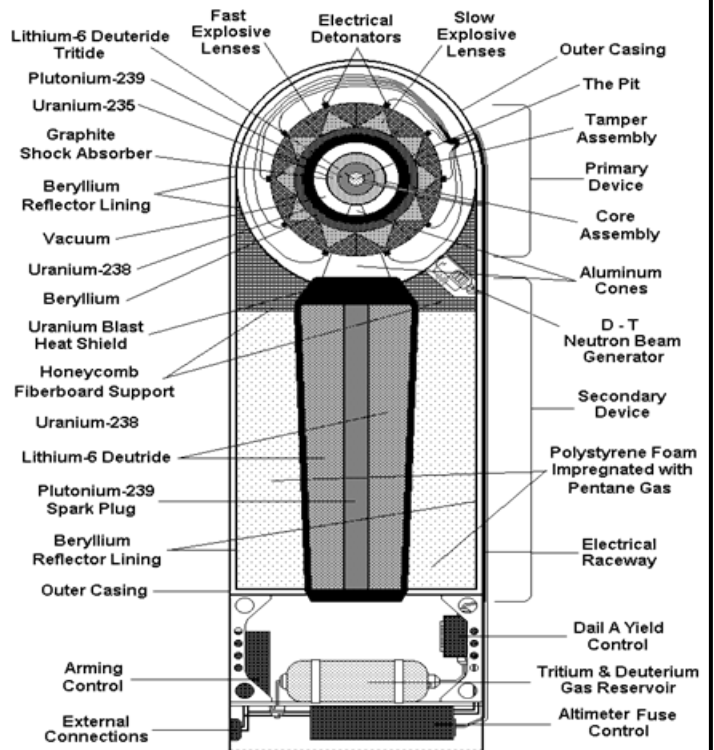 Lithium-6 Deuteride
Tritide
Plutonium-239
Uranium-235
Graphite
Shock Absorber
Beryllium
Reflector Lining
Vacuum
Uranium-238
Beryllium
Uranium Blast
Heat Shield
Honeycomb
Fiberboard Support
Uranium-238
Lithium-6 Deutride
Plutonium-239
Spark Plug
Beryllium
Reflector Lining
Outer Casing
Arming
Control
External
Connections
Fast
Explosive
Lenses
Electrical
Detonators
Slow
Explosive
Lenses
Outer Casing
The Pit
Tamper
Assembly
Primary
Device
Core
Assembly
Aluminum
Cones
D - T
Neutron Beam
Generator
Secondary
Device
Polystyrene Foam
Impregnated with
Pentane Gas
Electrical
Raceway
Dail A Yield
Control
Tritium & Deuterium
Gas Reservoir
Altimeter Fuse
Control